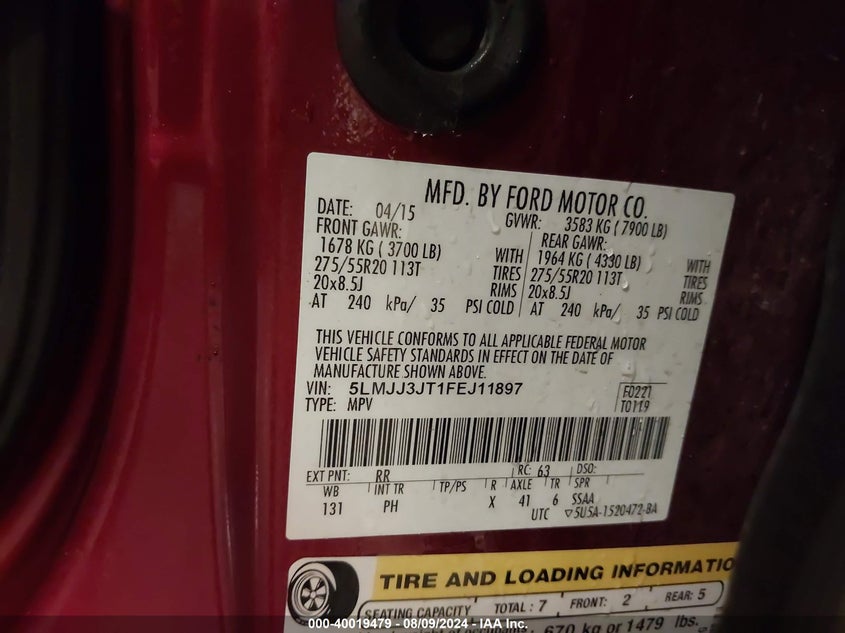 MFD. BY FORD MOTOR CO.
DATE: 04/15 GVWR: 3583 KG ( 7900 LB)
FRONT GAWR: REAR GAWR:
1678 KG ( 3700 LB) WITH 1964 KG ( 4330 LB) WITH
275/55R20 113T TIRES 275/55R20 113T TIRES
20x8.5J RIMS 20x8.5J RIMS
AT 240 kPa/ 35 PSI COLD AT 240 kPa/ 35 PSI COLD
THIS VEHICLE CONFORMS TO ALL APPLICABLE FEDERAL MOTOR
VEHICLE SAFETY STANDARDS IN EFFECT ON THE DATE OF
MANUFACTURE SHOWN ABOVE.
VIN: 5LMJJ3JT1FEJ11897 F0221
TYPE: MPV T0119
EXT PNT: RR RC: 63 DSO:
WB INT TR TP/PS R AXLE TR SPR
131 PH X 41 6 SSAA
UTC ▽5U5A-1520472-BA
TIRE AND LOADING INFORMATIO
SEATING CAPACITY TOTAL: 7 FRONT: 2 REAR: 5
670 kg or 1479 lbs.
000-40019479 - 08/09/2024 - IAA Inc.